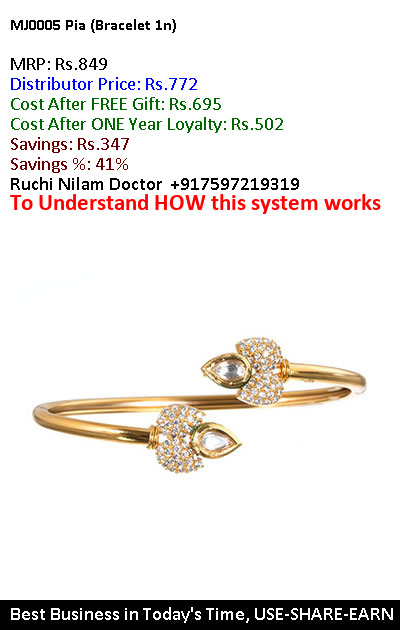 MJ0005 Pia (Bracelet 1n)
MRP: Rs.849
Distributor Price: Rs.772
Cost After FREE Gift: Rs.695
Cost After ONE Year Loyalty: Rs.502
Savings: Rs.347
Savings %: 41%
Ruchi Nilam Doctor +917597219319
To Understand HOW this system works
Best Business in Today's Time, USE-SHARE-EARN